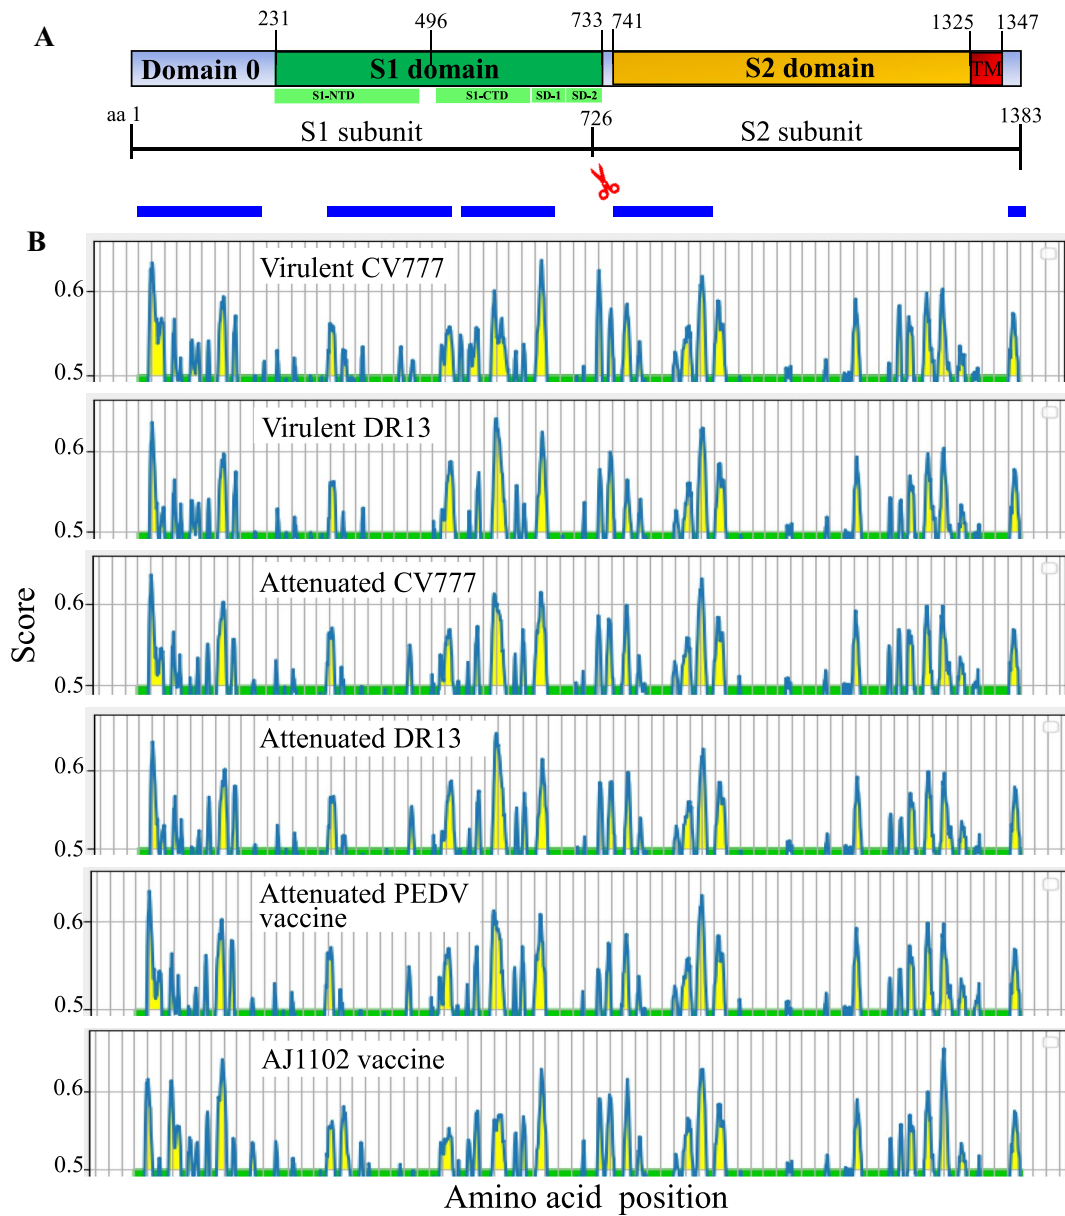 A
231 496 733 741 1325 1347
Domain 0 S1 domain S2 domain TM
S1-NTD S1-CTD SD-1 SD-2
aa 1 S1 subunit 726 S2 subunit 1383
B
Virulent CV777
0.6
0.5
Virulent DR13
0.6
0.5
Attenuated CV777
0.6
0.5
Attenuated DR13
0.6
0.5
Attenuated PEDV
vaccine
0.6
0.5
AJ1102 vaccine
0.6
0.5
Score
Amino acid position